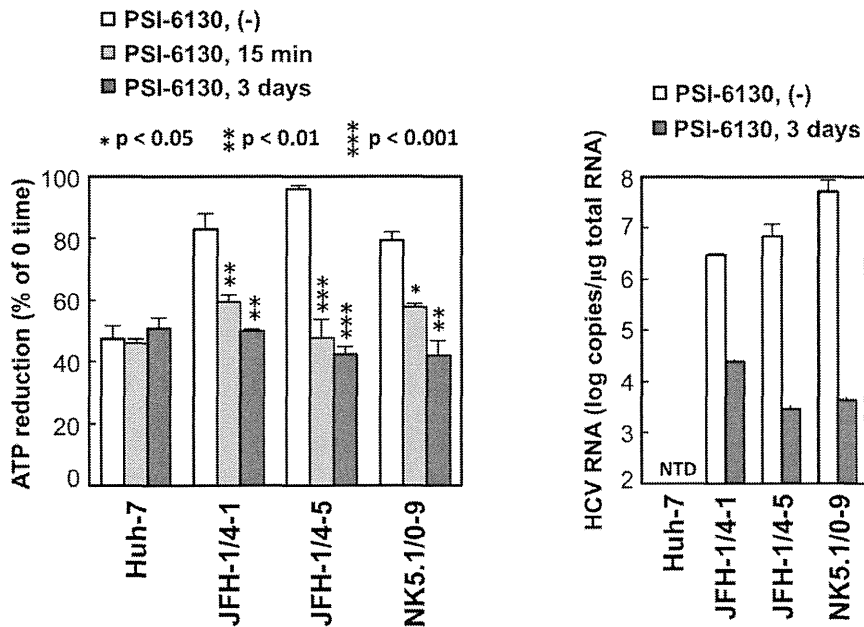 PSI-6130, (-)
PSI-6130, 15 min
PSI-6130, 3 days
* p < 0.05 ** p < 0.01 *** p < 0.001
ATP reduction (% of 0 time)
100
80
60
40
20
0
** ** *** *** * **
Huh-7
JFH-1/4-1
JFH-1/4-5
NK5.1/0-9
PSI-6130, (-)
PSI-6130, 3 days
HCV RNA (log copies/μg total RNA)
8
7
6
5
4
3
2
NTD
Huh-7
JFH-1/4-1
JFH-1/4-5
NK5.1/0-9